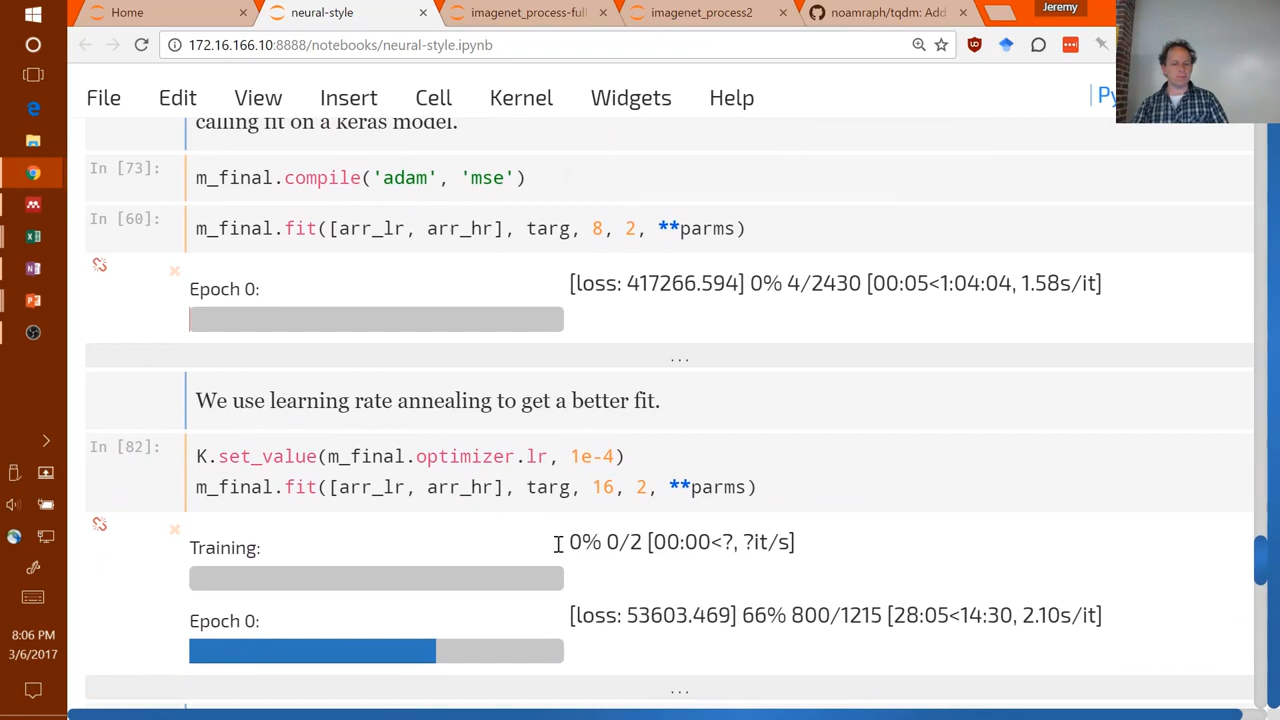 Home
neural-style
imagenet_process-full
imagenet_process2
noamraph/tqdm: Add
Jeremy
172.16.166.10:8888/notebooks/neural-style.ipynb
File Edit View Insert Cell Kernel Widgets Help
Py
calling fit on a keras model.
In [73]: m_final.compile('adam', 'mse')
In [60]: m_final.fit([arr_lr, arr_hr], targ, 8, 2, **parms)
Epoch 0: [loss: 417266.594] 0% 4/2430 [00:05<1:04:04, 1.58s/it]
...
We use learning rate annealing to get a better fit.
In [82]: K.set_value(m_final.optimizer.lr, 1e-4)
m_final.fit([arr_lr, arr_hr], targ, 16, 2, **parms)
Training: 0% 0/2 [00:00<?, ?it/s]
Epoch 0: [loss: 53603.469] 66% 800/1215 [28:05<14:30, 2.10s/it]
...
8:06 PM
3/6/2017